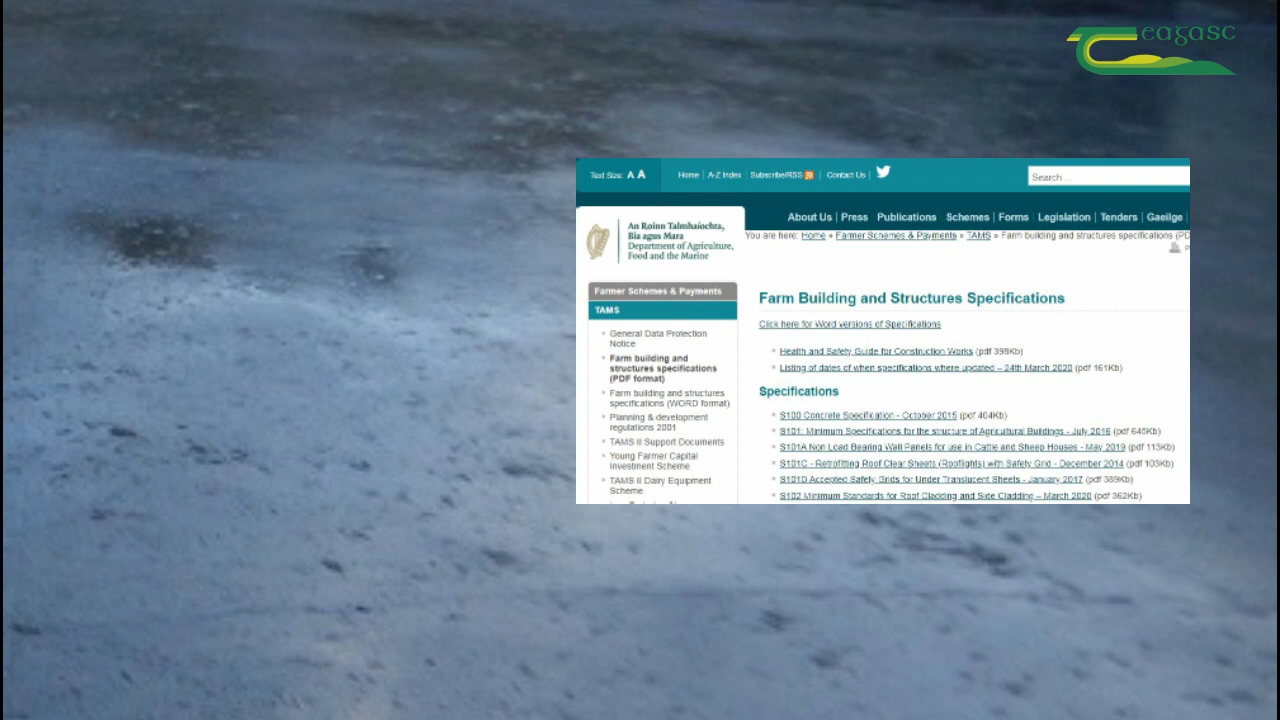 eagasc
Text Size: A A
Home | A-Z Index | Subscribe/RSS | Contact Us |
Search ...
About Us | Press | Publications | Schemes | Forms | Legislation | Tenders | Gaeilge |
An Roinn Talmhaíochta,
Bia agus Mara
Department of Agriculture,
Food and the Marine
You are here: Home » Farmer Schemes & Payments » TAMS » Farm building and structures specifications (PD
Farmer Schemes & Payments
TAMS
General Data Protection
Notice
Farm building and
structures specifications
(PDF format)
Farm building and structures
specifications (WORD format)
Planning & development
regulations 2001
TAMS II Support Documents
Young Farmer Capital
Investment Scheme
TAMS II Dairy Equipment
Scheme
Farm Building and Structures Specifications
Click here for Word versions of Specifications
Health and Safety Guide for Construction Works (pdf 398Kb)
Listing of dates of when specifications where updated – 24th March 2020 (pdf 161Kb)
Specifications
S100 Concrete Specification - October 2015 (pdf 404Kb)
S101: Minimum Specifications for the structure of Agricultural Buildings - July 2016 (pdf 645Kb)
S101A Non Load Bearing Wall Panels for use in Cattle and Sheep Houses - May 2019 (pdf 113Kb)
S101C - Retrofitting Roof Clear Sheets (Rooflights) with Safety Grid - December 2014 (pdf 103Kb)
S101D Accepted Safety Grids for Under Translucent Sheets - January 2017 (pdf 389Kb)
S102 Minimum Standards for Roof Cladding and Side Cladding – March 2020 (pdf 362Kb)